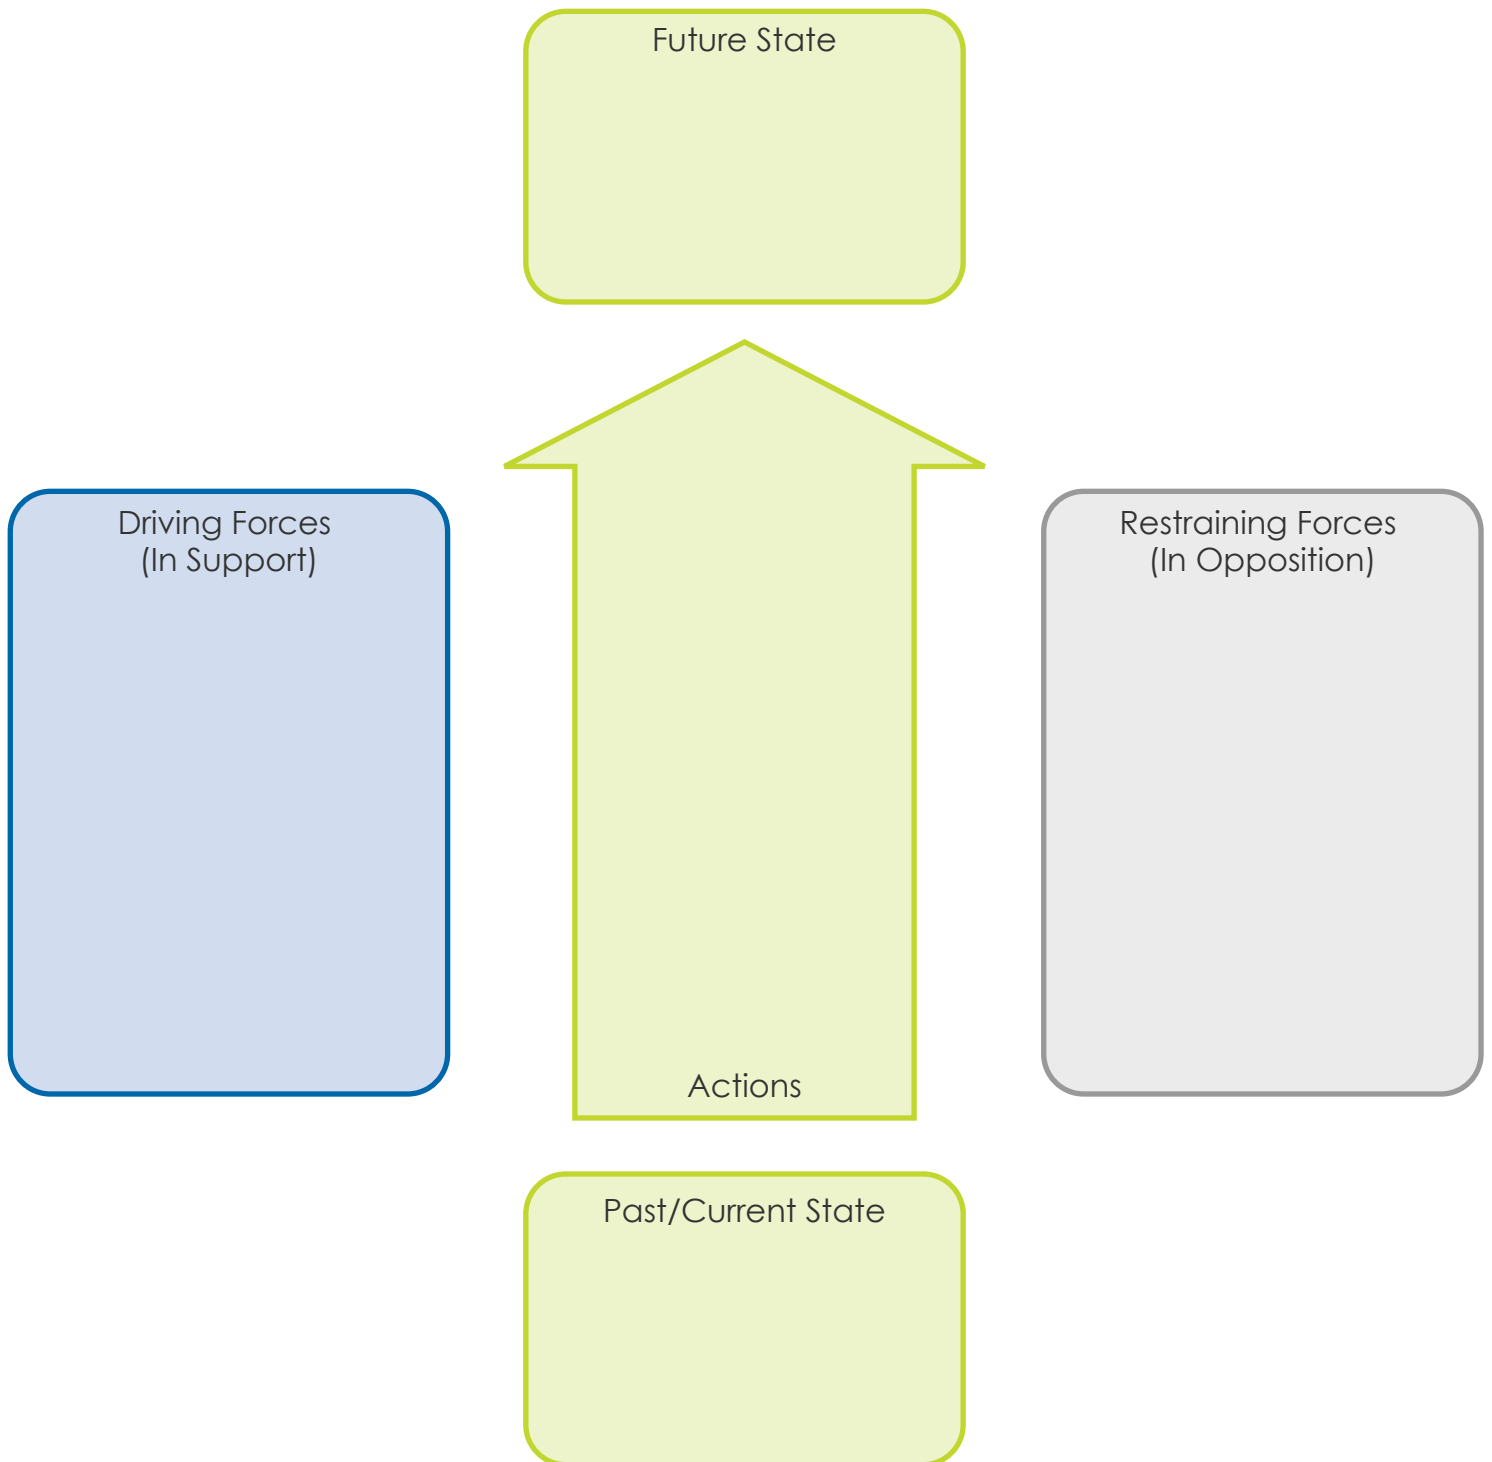 Future State
Driving Forces
(In Support)
Restraining Forces
(In Opposition)
Actions
Past/Current State